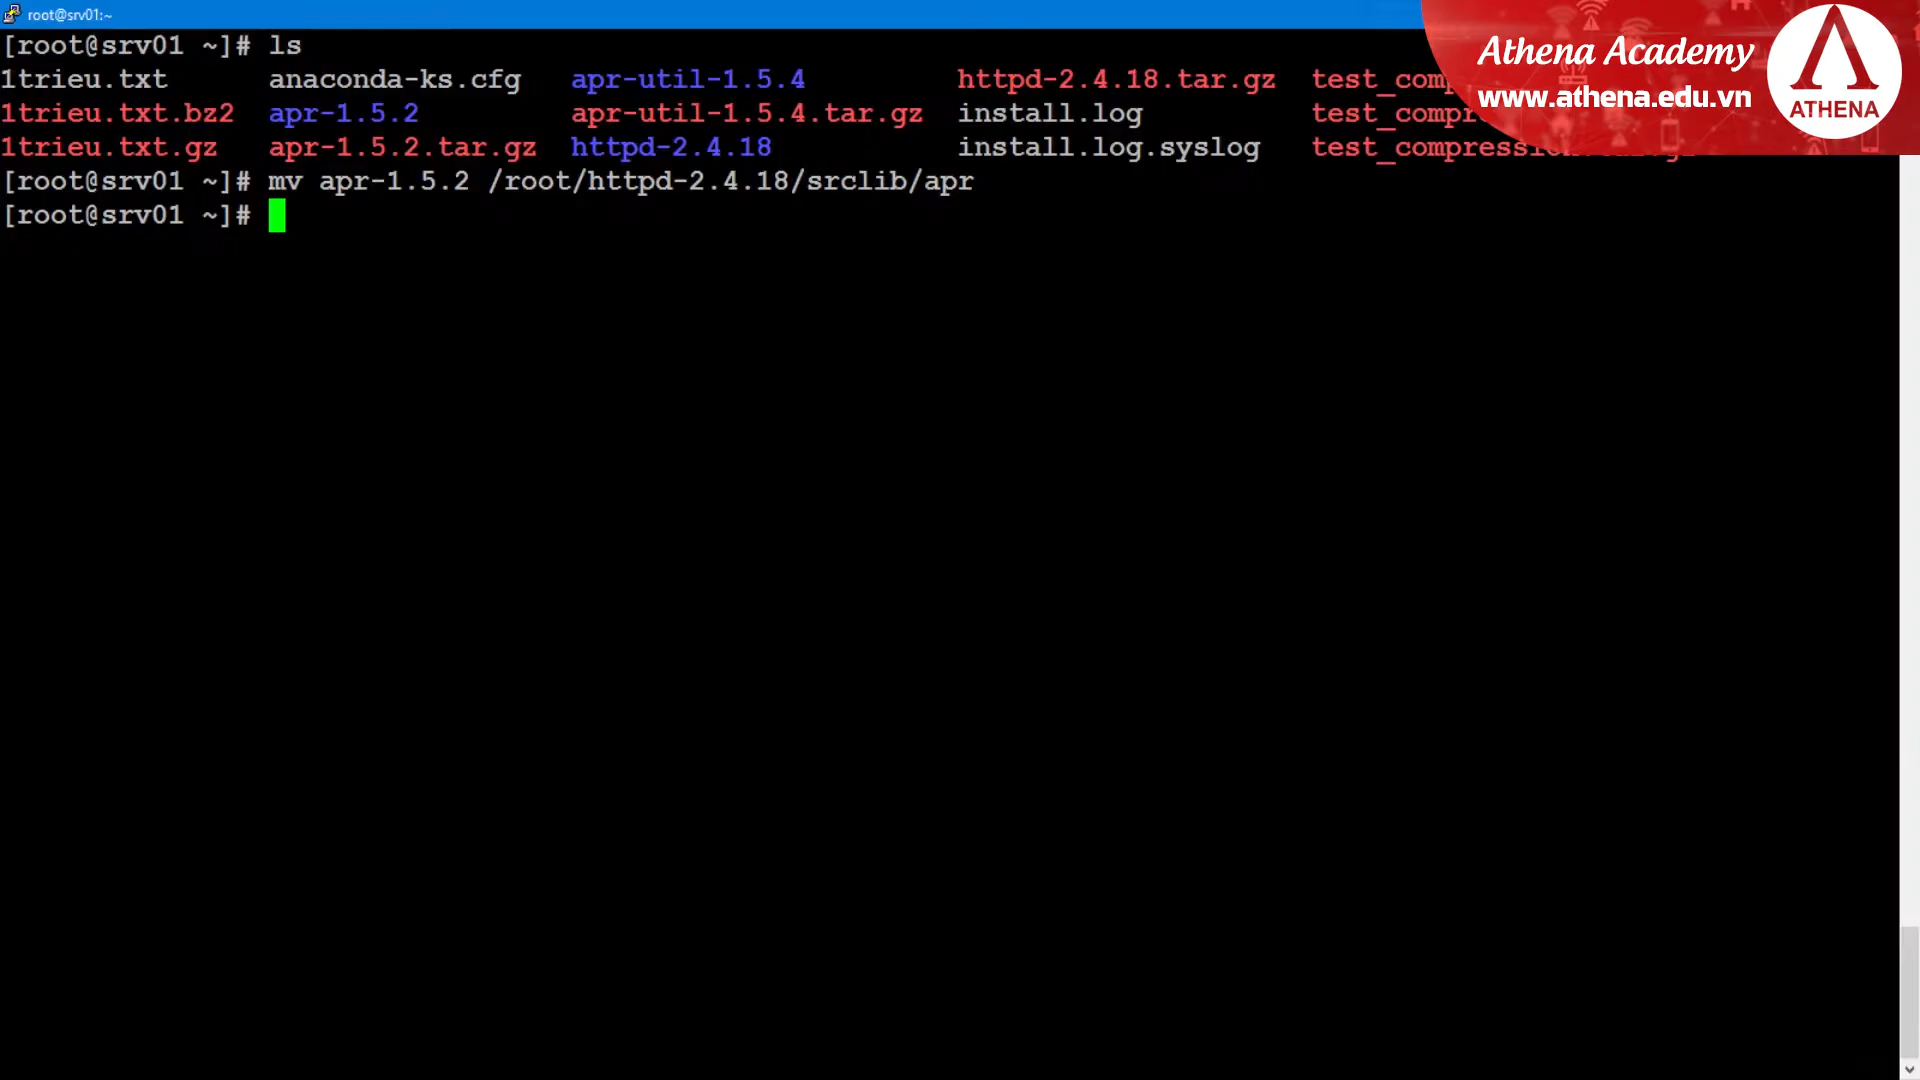 root@srv01:~
[root@srv01 ~]# ls
1trieu.txt anaconda-ks.cfg apr-util-1.5.4 httpd-2.4.18.tar.gz
1trieu.txt.bz2 apr-1.5.2 apr-util-1.5.4.tar.gz install.log
1trieu.txt.gz apr-1.5.2.tar.gz httpd-2.4.18 install.log.syslog
[root@srv01 ~]# mv apr-1.5.2 /root/httpd-2.4.18/srclib/apr
[root@srv01 ~]#
Athena Academy
www.athena.edu.vn
ATHENA